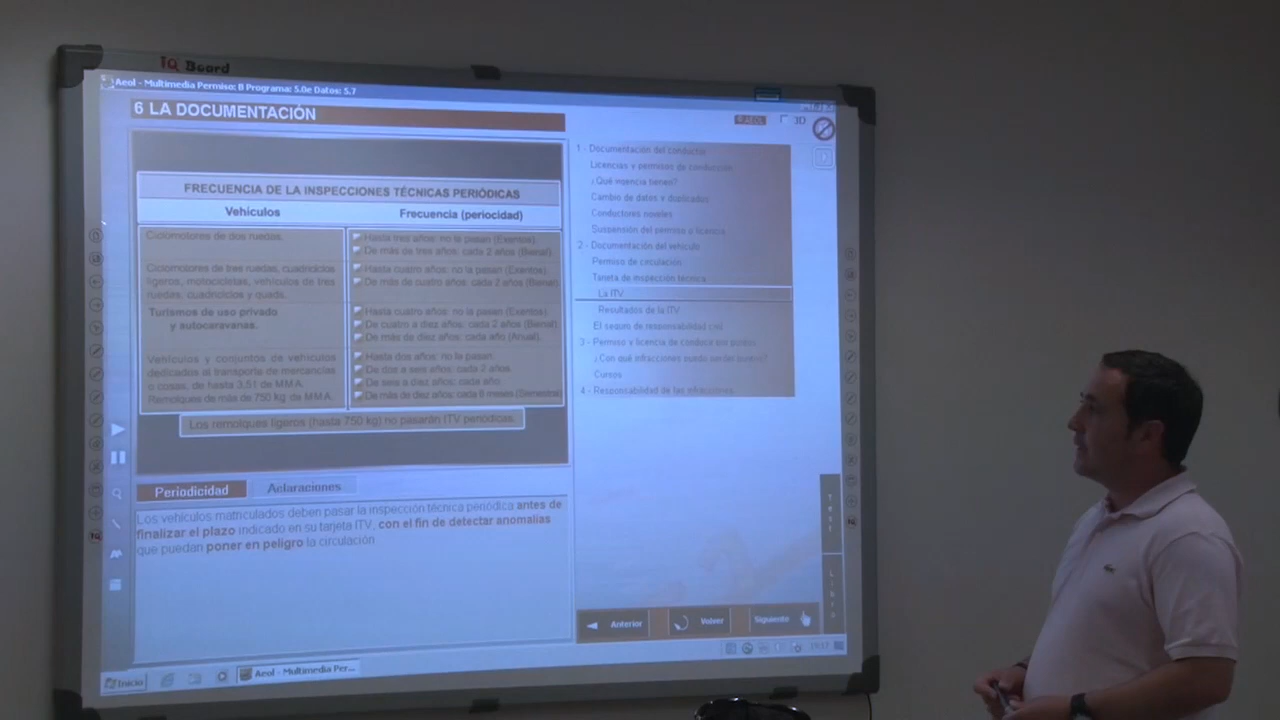 IQ Board
Aeol - Multimedia Permiso: B Programa: 5.0e Datos: 5.7
6 LA DOCUMENTACIÓN
AEOL
3D
FRECUENCIA DE LA INSPECCIONES TÉCNICAS PERIÓDICAS
Vehículos
Frecuencia (periocidad)
Ciclomotores de dos ruedas.
Hasta tres años: no la pasan (Exentos).
De más de tres años: cada 2 años (Bienal).
Ciclomotores de tres ruedas, cuadriciclos
ligeros, motocicletas, vehículos de tres
ruedas, cuadriciclos y quads.
Hasta cuatro años: no la pasan (Exentos).
De más de cuatro años: cada 2 años (Bienal).
Turismos de uso privado
y autocaravanas.
Hasta cuatro años: no la pasan (Exentos).
De cuatro a diez años: cada 2 años (Bienal).
De más de diez años: cada año (Anual).
Vehículos y conjuntos de vehículos
dedicados al transporte de mercancías
o cosas, de hasta 3,5t de M.M.A.
Remolques de más de 750 kg de M.M.A.
Hasta dos años: no la pasan.
De dos a seis años: cada 2 años.
De seis a diez años: cada año.
De más de diez años: cada 6 meses (Semestral)
Los remolques ligeros (hasta 750 kg) no pasarán ITV periódicas.
Periodicidad
Aclaraciones
Los vehículos matriculados deben pasar la inspección técnica periódica antes de
finalizar el plazo indicado en su tarjeta ITV, con el fin de detectar anomalías
que puedan poner en peligro la circulación.
1 - Documentación del conductor
Licencias y permisos de conducción
¿Qué vigencia tienen?
Cambio de datos y duplicados
Conductores noveles
Suspensión del permiso o licencia
2 - Documentación del vehículo
Permiso de circulación
Tarjeta de inspección técnica
La ITV
Resultados de la ITV
El seguro de responsabilidad civil
3 - Permiso y licencia de conducir por puntos
¿Con qué infracciones puedo perder puntos?
Cursos
4 - Responsabilidad de las infracciones
Test
Libro
Anterior
Volver
Siguiente
Inicio
Aeol - Multimedia Per...
19:37